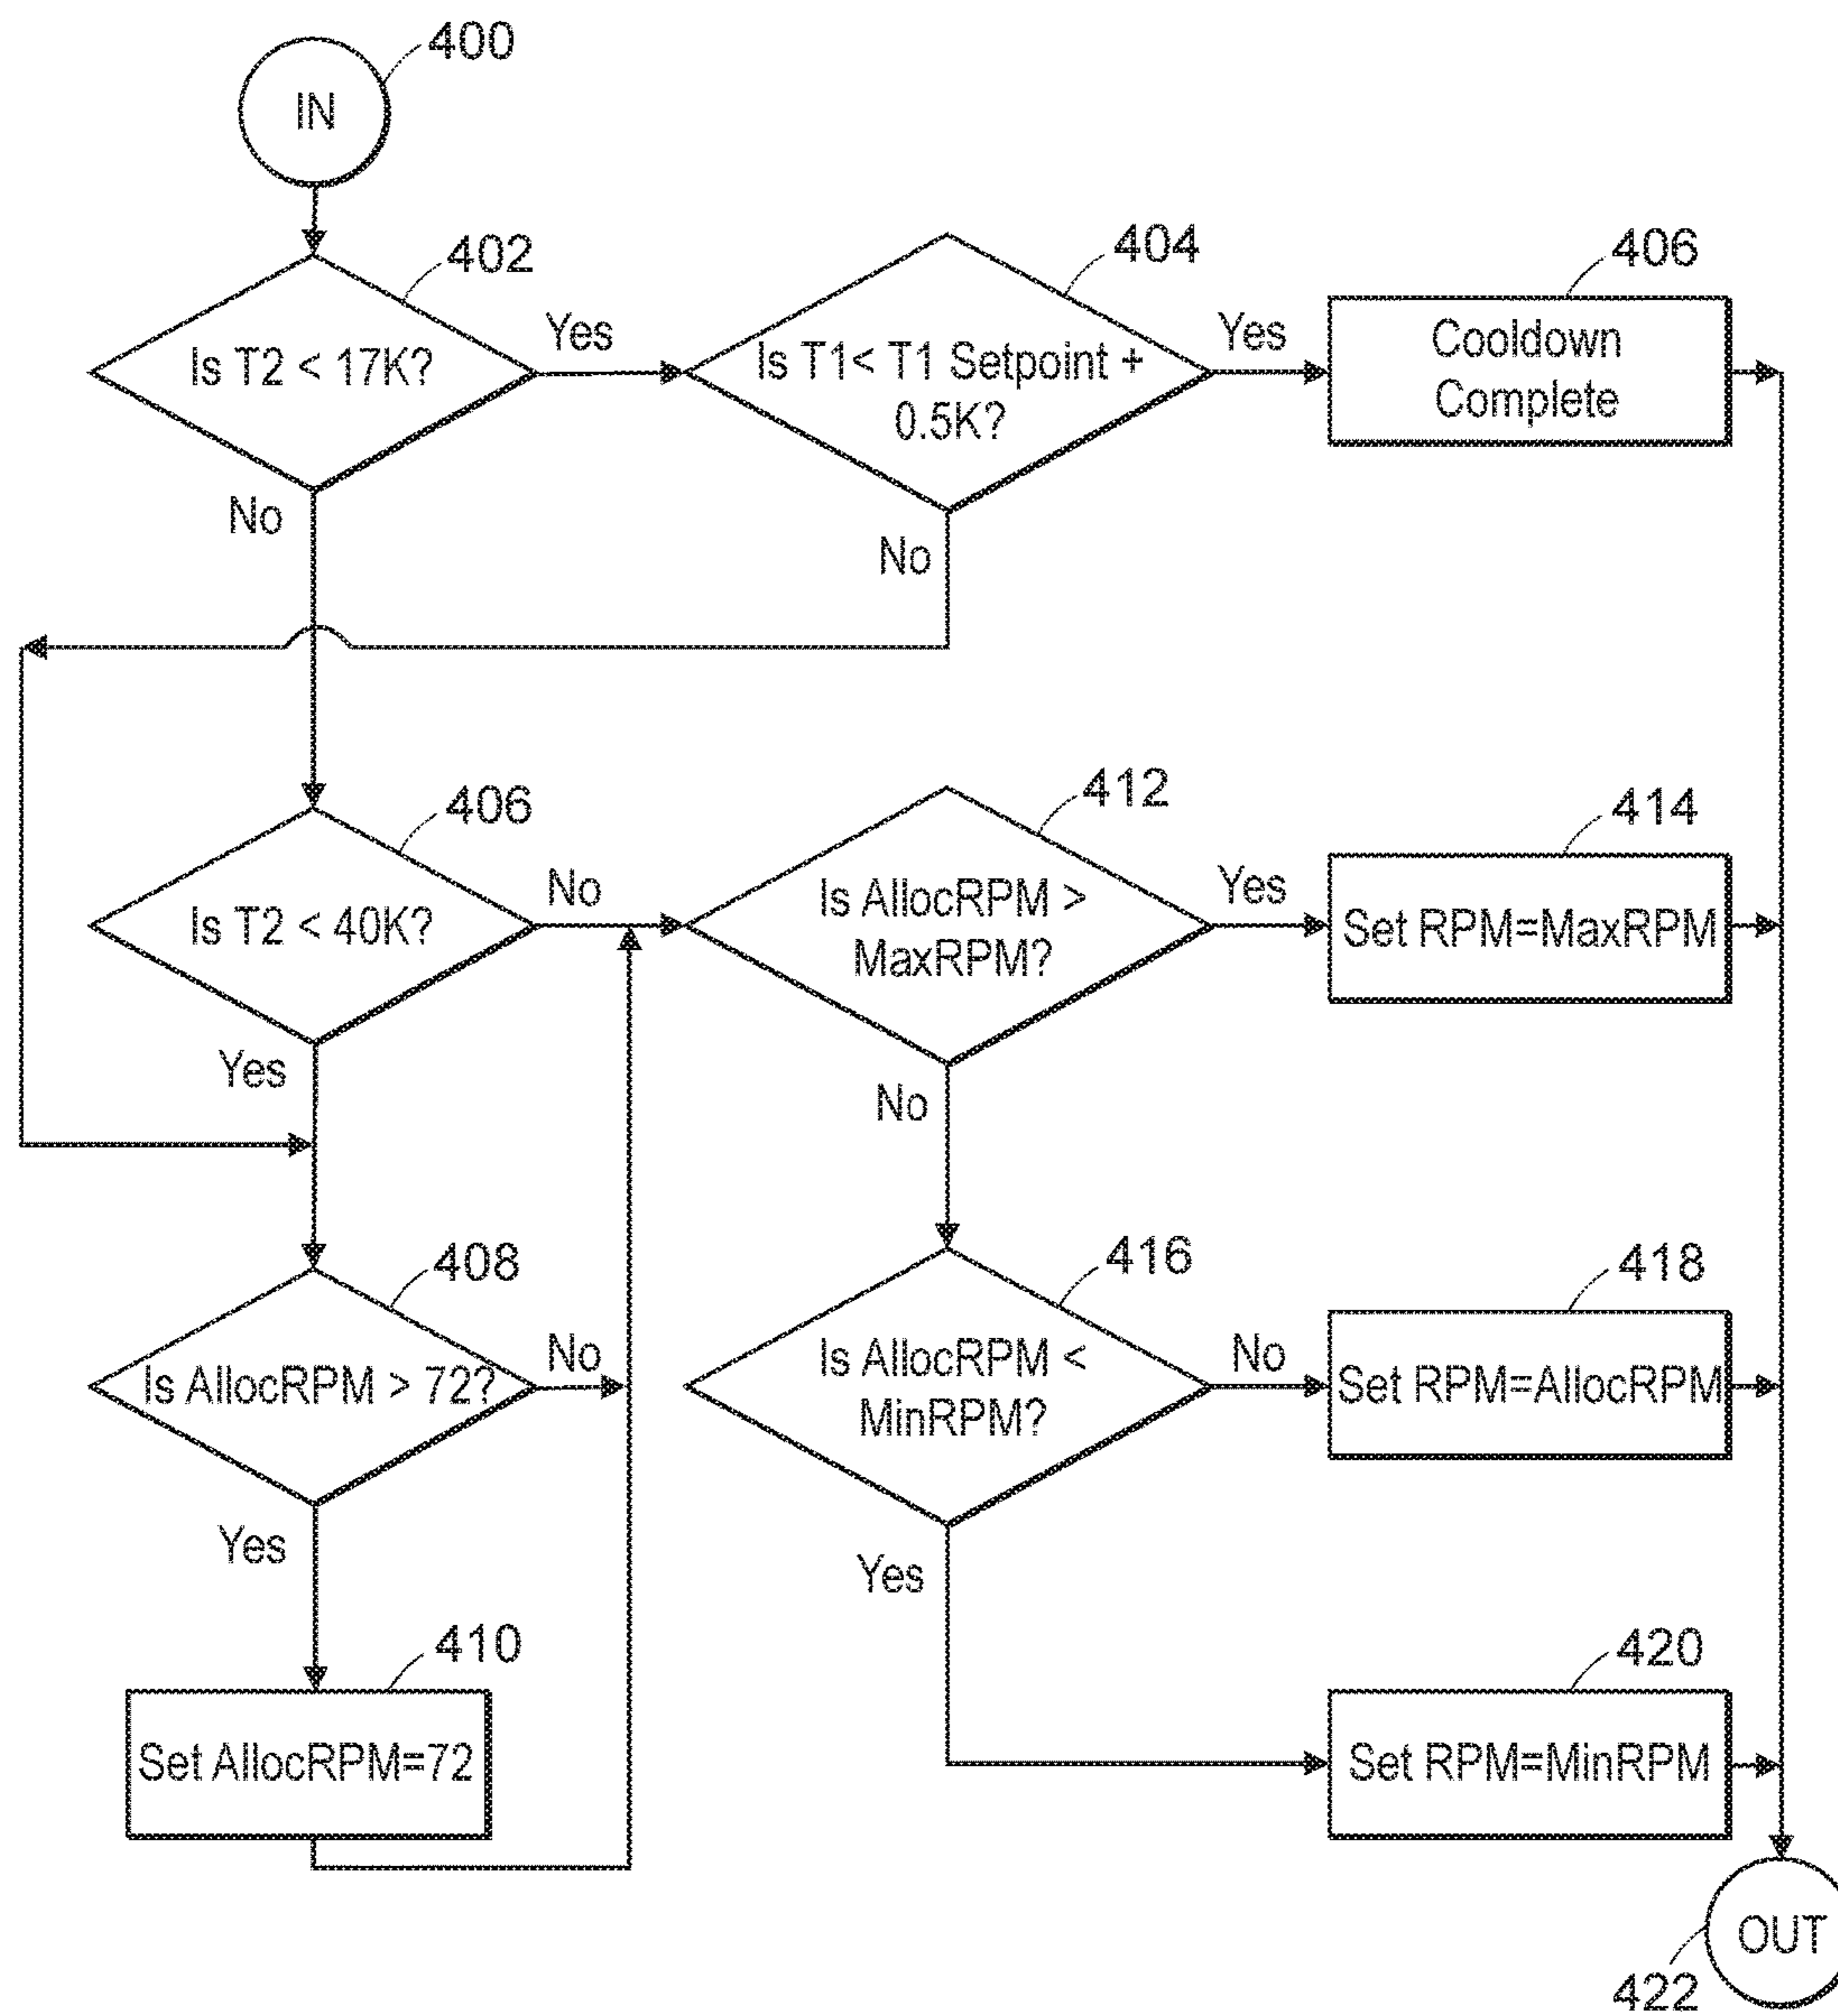 400
IN
402
404
406
Is T2 < 17K?
Yes
Is T1< T1 Setpoint +
0.5K?
Yes
Cooldown
Complete
No
No
406
412
414
Is T2 < 40K?
No
Is AllocRPM >
MaxRPM?
Yes
Set RPM=MaxRPM
Yes
No
408
416
418
Is AllocRPM > 72?
No
Is AllocRPM <
MinRPM?
No
Set RPM=AllocRPM
Yes
Yes
410
420
Set AllocRPM=72
Set RPM=MinRPM
OUT
422